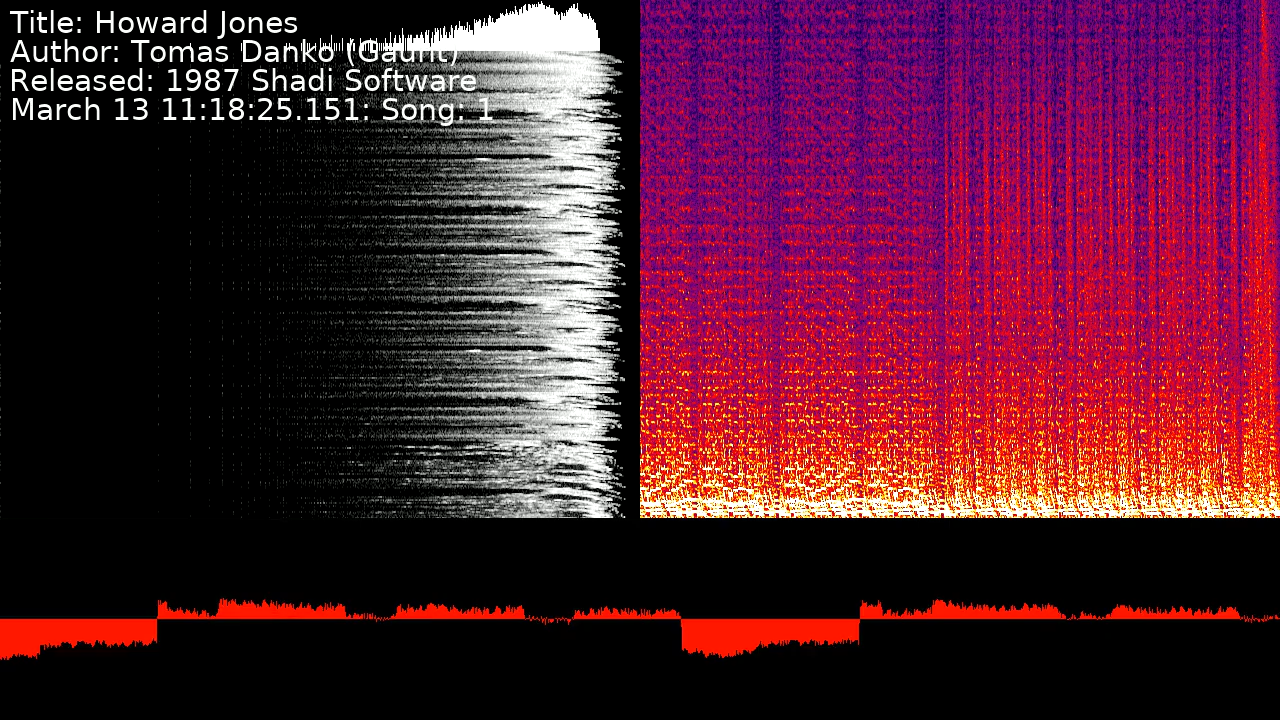 Title: Howard Jones
Author: Tomas Danko (Gaunt)
Released: 1987 Shadi Software
March 13 11:18:25.151: Song: 1